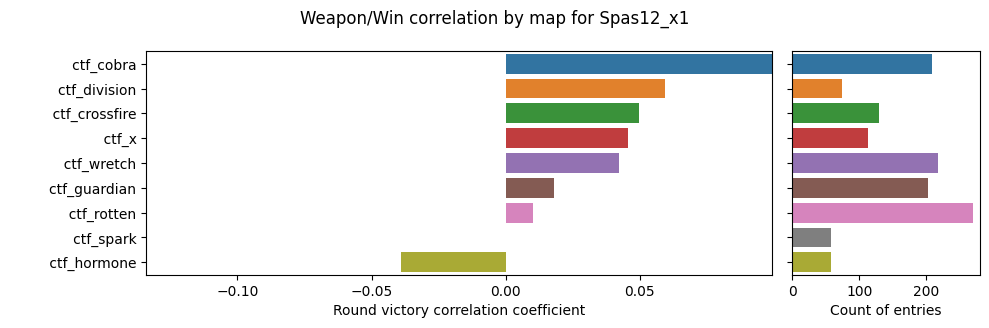 Weapon/Win correlation by map for Spas12_x1
ctf_cobra
ctf_division
ctf_crossfire
ctf_x
ctf_wretch
ctf_guardian
ctf_rotten
ctf_spark
ctf_hormone
−0.10 −0.05 0.00 0.05
0 100 200
Round victory correlation coefficient
Count of entries